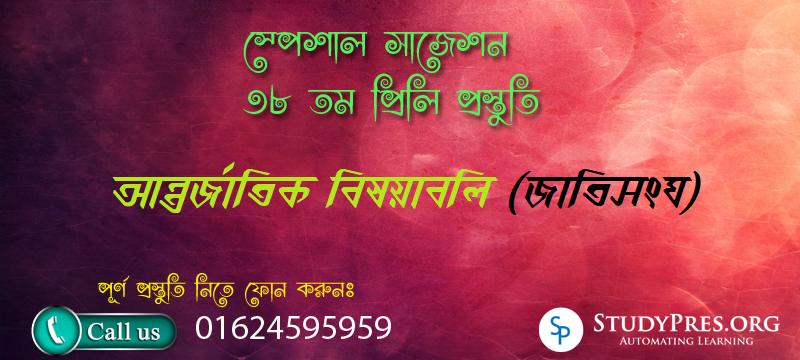 স্পেশাল সাজেশন
৩৮ তম প্রিলি প্রস্তুতি
আন্তর্জাতিক বিষয়াবলি (জাতিসংঘ)
পূর্ণ প্রস্তুতি নিতে ফোন করুনঃ
Call us 01624595959
SP STUDYPRES.ORG
AUTOMATING LEARNING